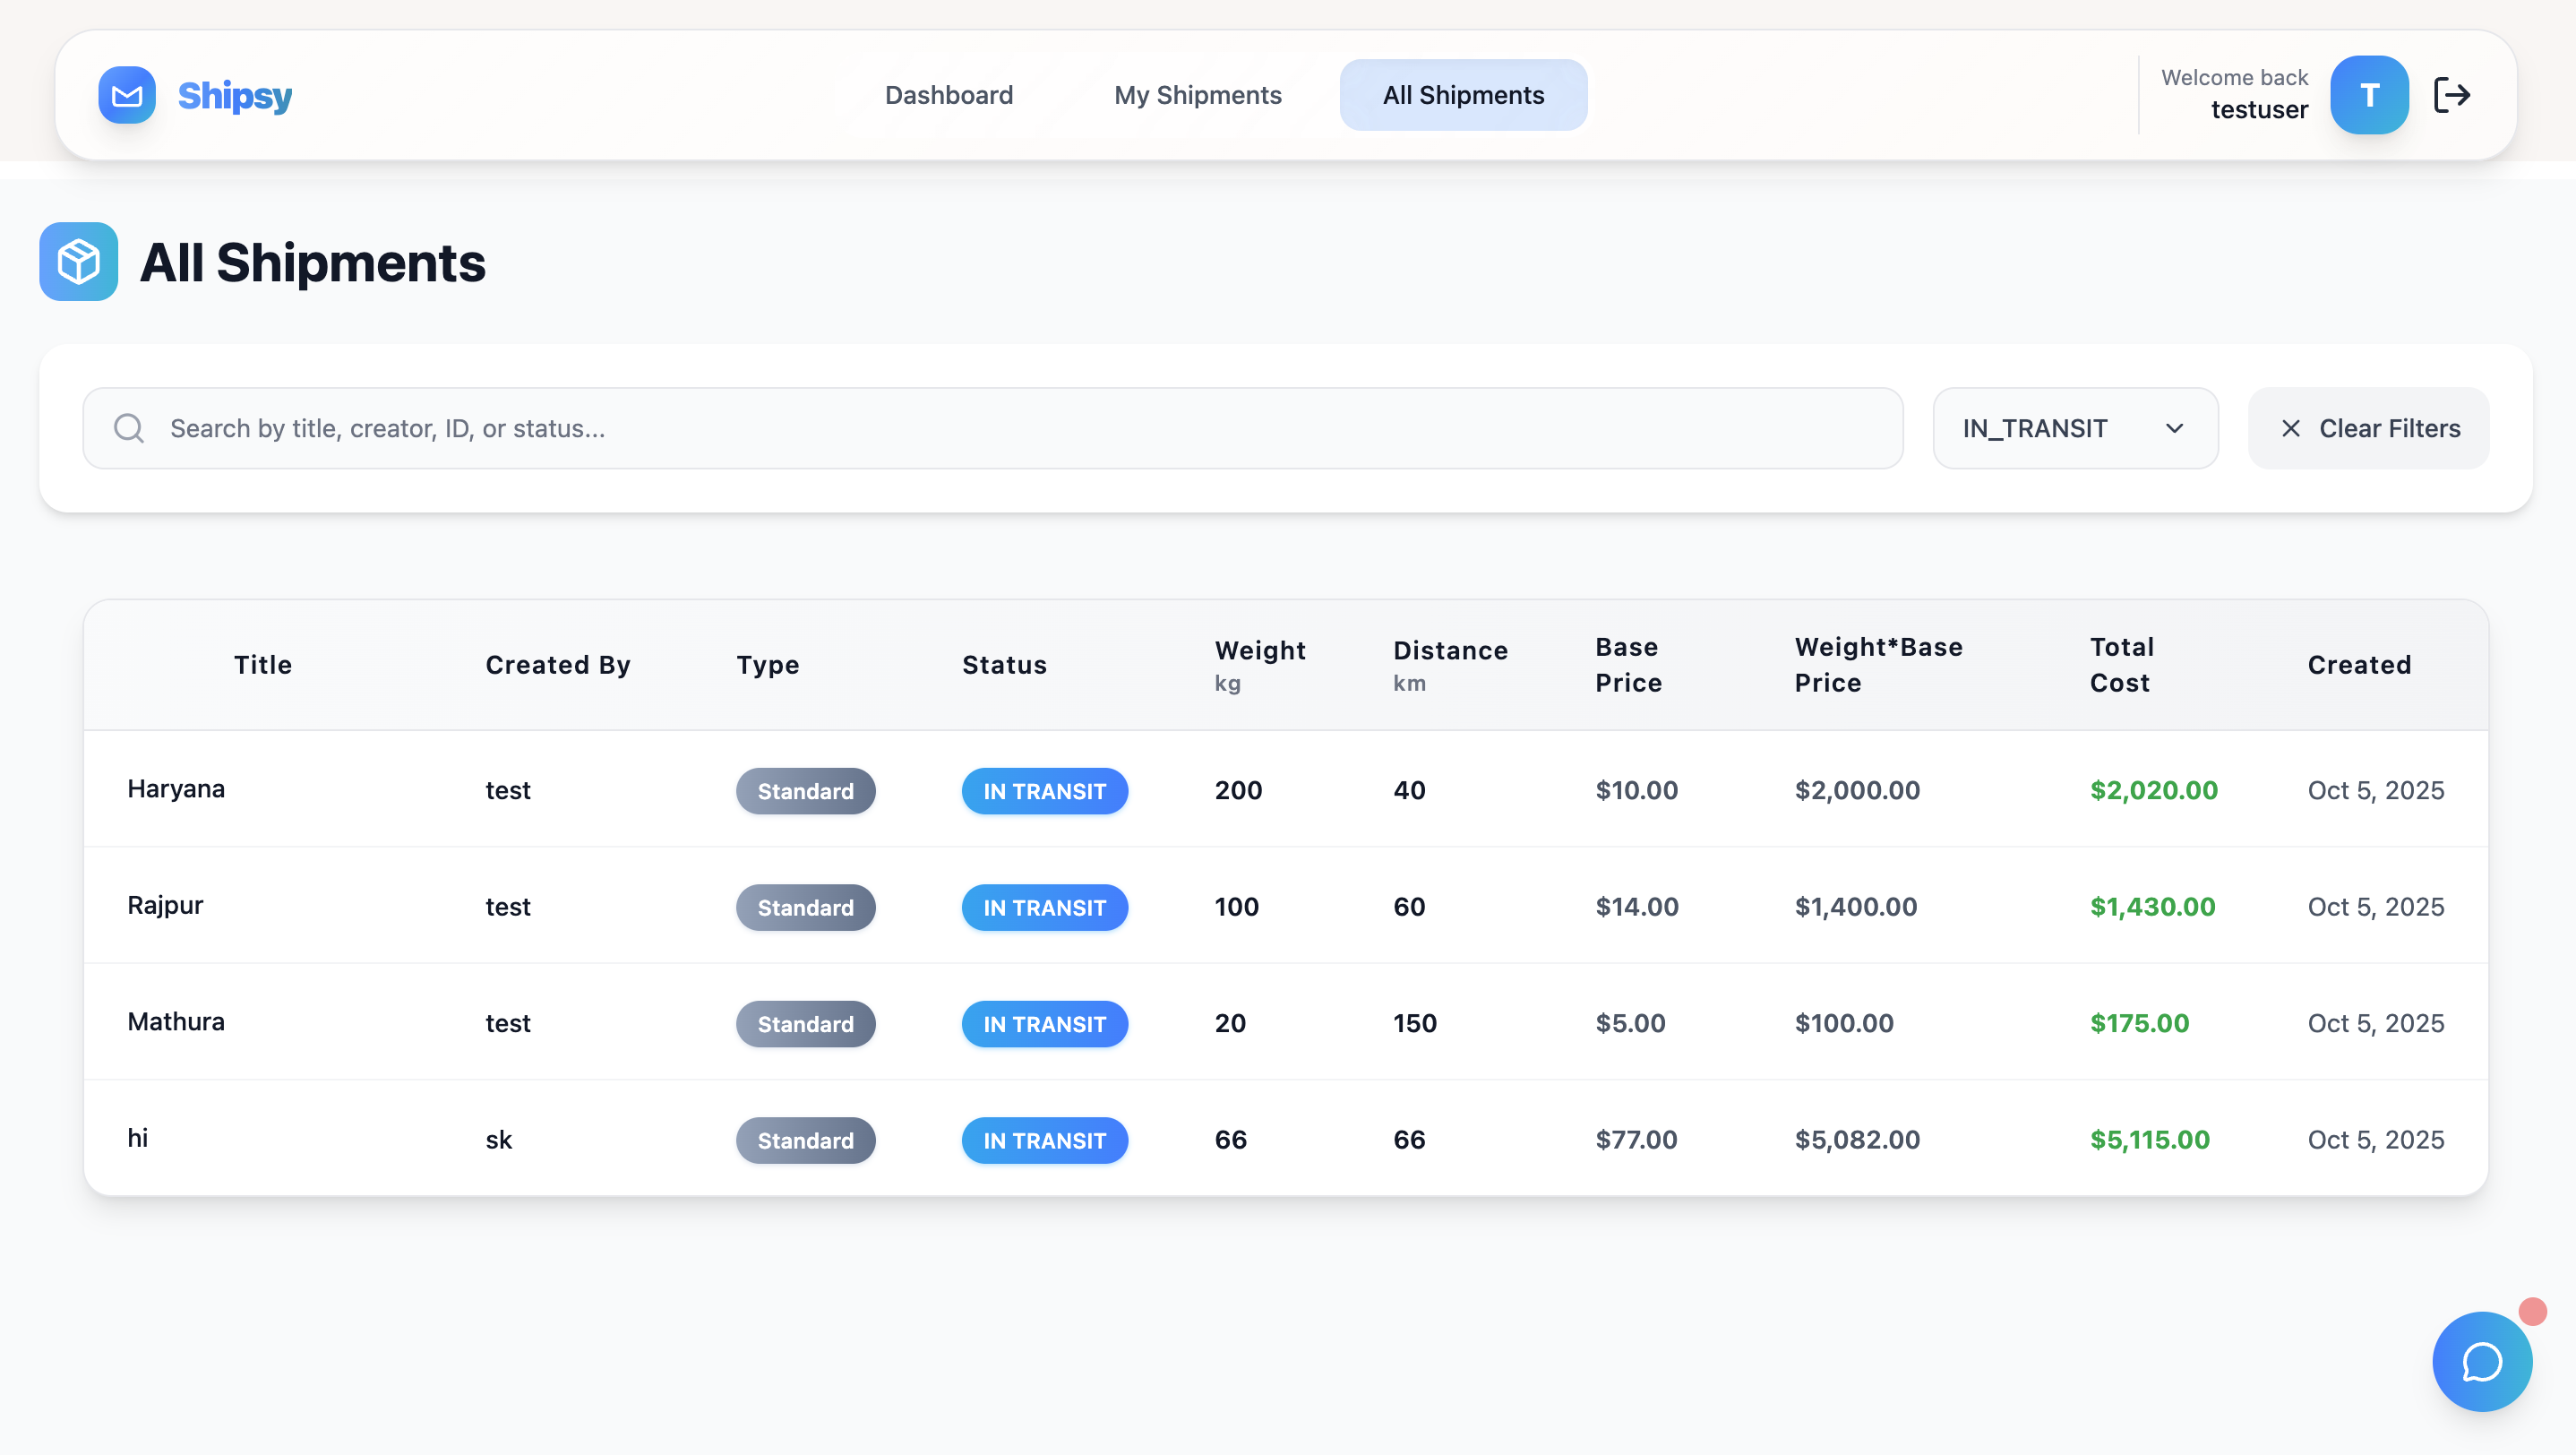 Shipsy
Dashboard
My Shipments
All Shipments
Welcome back
testuser
T
All Shipments
Search by title, creator, ID, or status...
IN_TRANSIT
Clear Filters
Title Created By Type Status Weight kg Distance km Base Price Weight*Base Price Total Cost Created
Haryana test Standard IN TRANSIT 200 40 $10.00 $2,000.00 $2,020.00 Oct 5, 2025
Rajpur test Standard IN TRANSIT 100 60 $14.00 $1,400.00 $1,430.00 Oct 5, 2025
Mathura test Standard IN TRANSIT 20 150 $5.00 $100.00 $175.00 Oct 5, 2025
hi sk Standard IN TRANSIT 66 66 $77.00 $5,082.00 $5,115.00 Oct 5, 2025